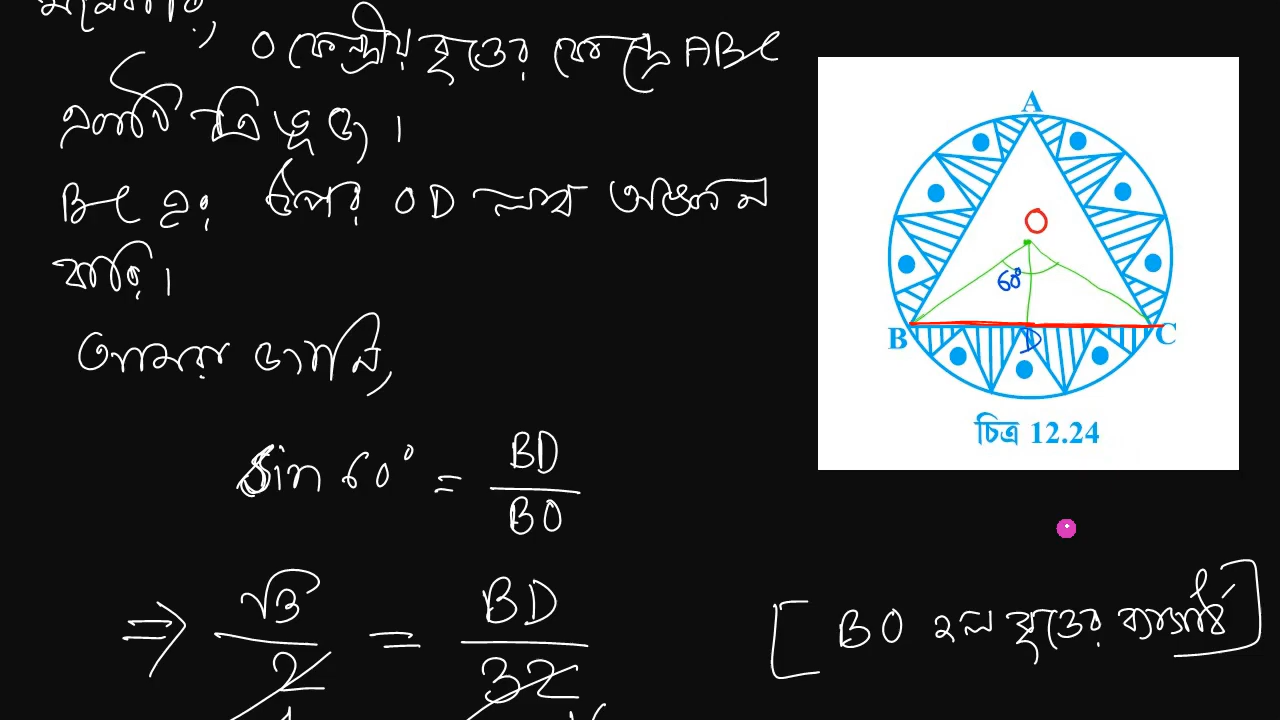 O কেন্দ্রীয় বৃত্তের ক্ষেত্রে ABC
একটি ত্রিভুজ।
BC এর উপর OD লম্ব অঙ্কন
করি।
আমরা জানি,
sin 60° = BD / BO
⇒ √3 / 2 = BD / 32
[ BO হল বৃত্তের ব্যাসার্ধ ]
A
O
60°
B D C
চিত্র 12.24